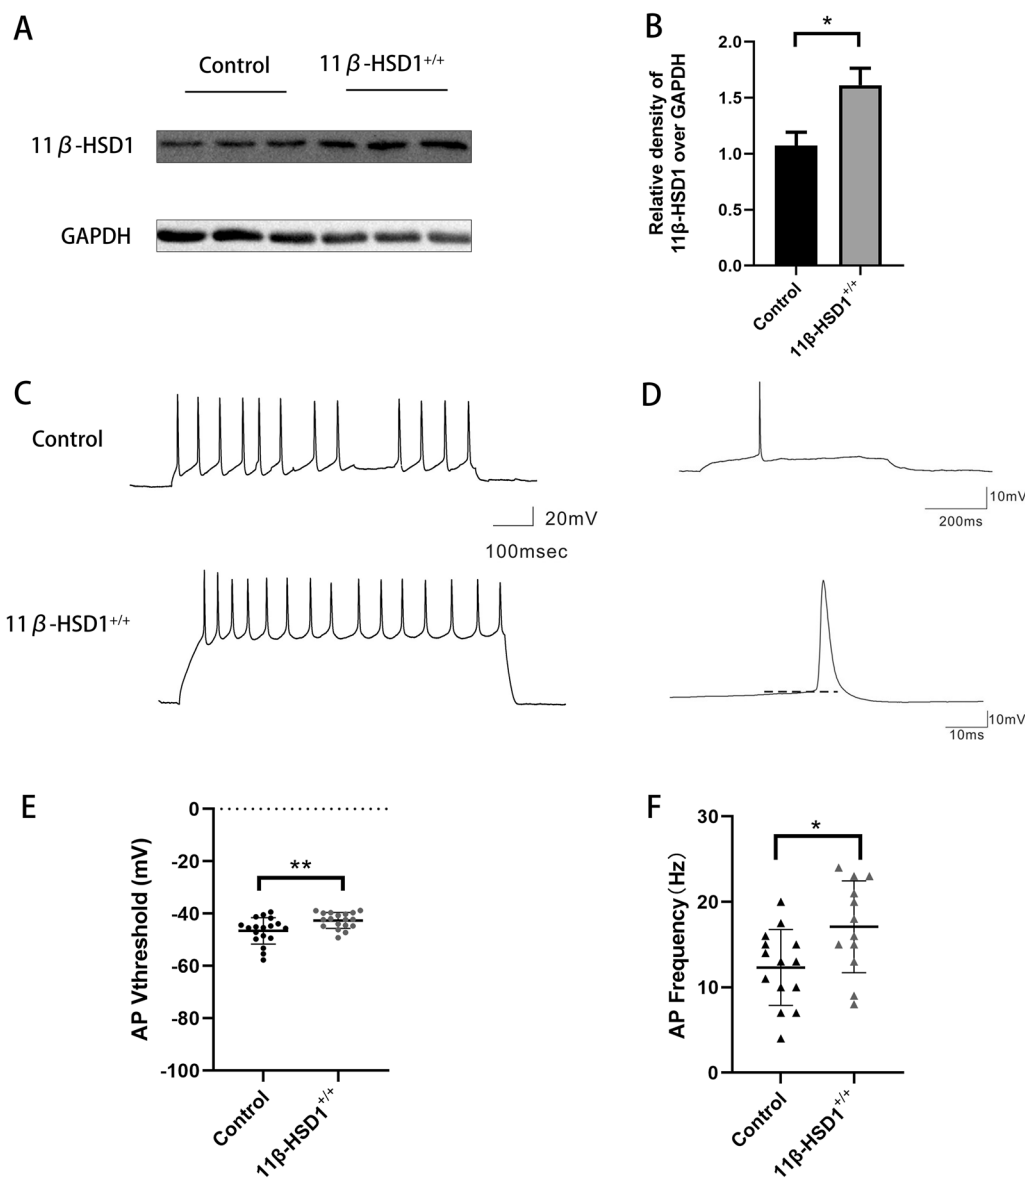 A
Control
11β-HSD1+/+
11β-HSD1
GAPDH
B
*
Relative density of
11β-HSD1 over GAPDH
2.0
1.5
1.0
0.5
0.0
Control
11β-HSD1+/+
C
Control
20mV
100msec
11β-HSD1+/+
D
10mV
200ms
10mV
10ms
E
AP Vthreshold (mV)
0
-20
-40
-60
-80
-100
**
Control
11β-HSD1+/+
F
AP Frequency(Hz)
30
20
10
0
*
Control
11β-HSD1+/+